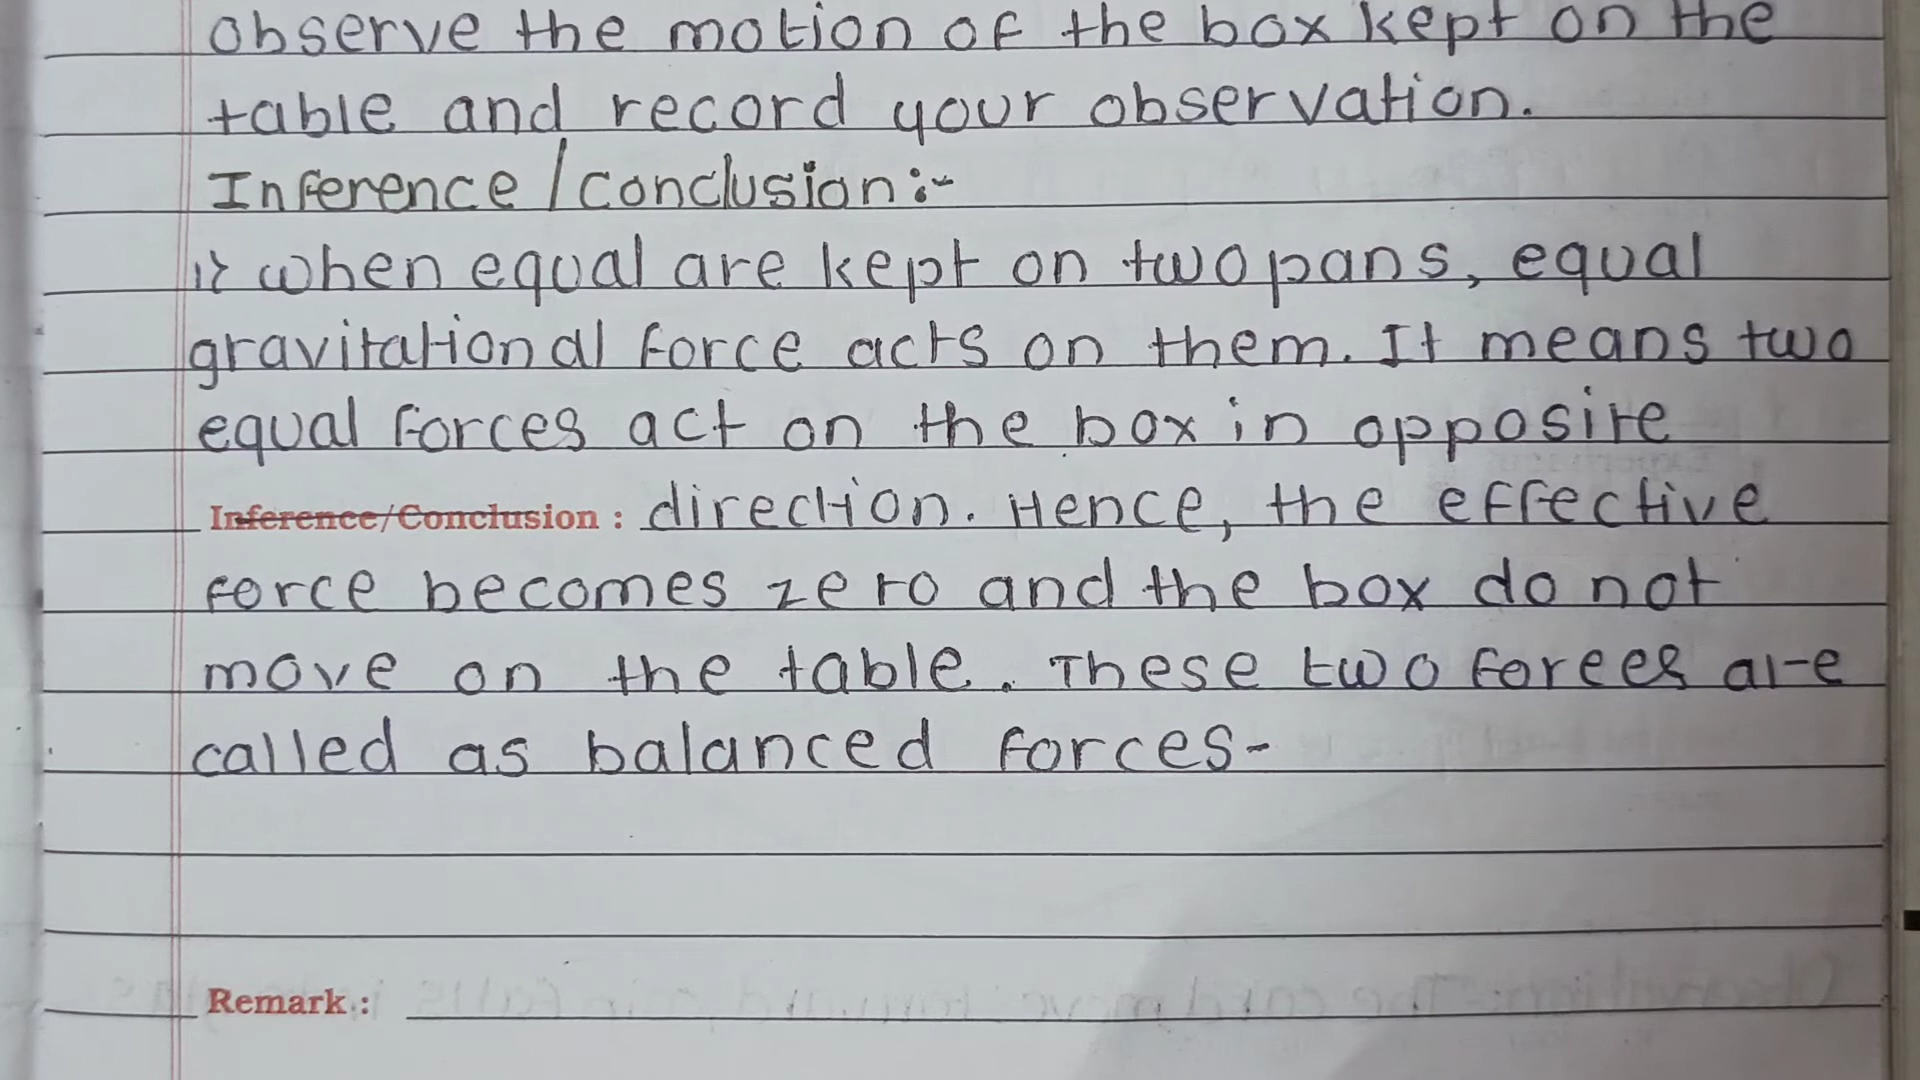 observe the motion of the box kept on the
table and record your observation.
Inference / conclusion :-
1} when equal are kept on two pans, equal
gravitational force acts on them. It means two
equal forces act on the box in opposite
Inference/Conclusion : direction. Hence, the effective
force becomes zero and the box do not
move on the table. These two forees are
called as balanced forces-
Remark :